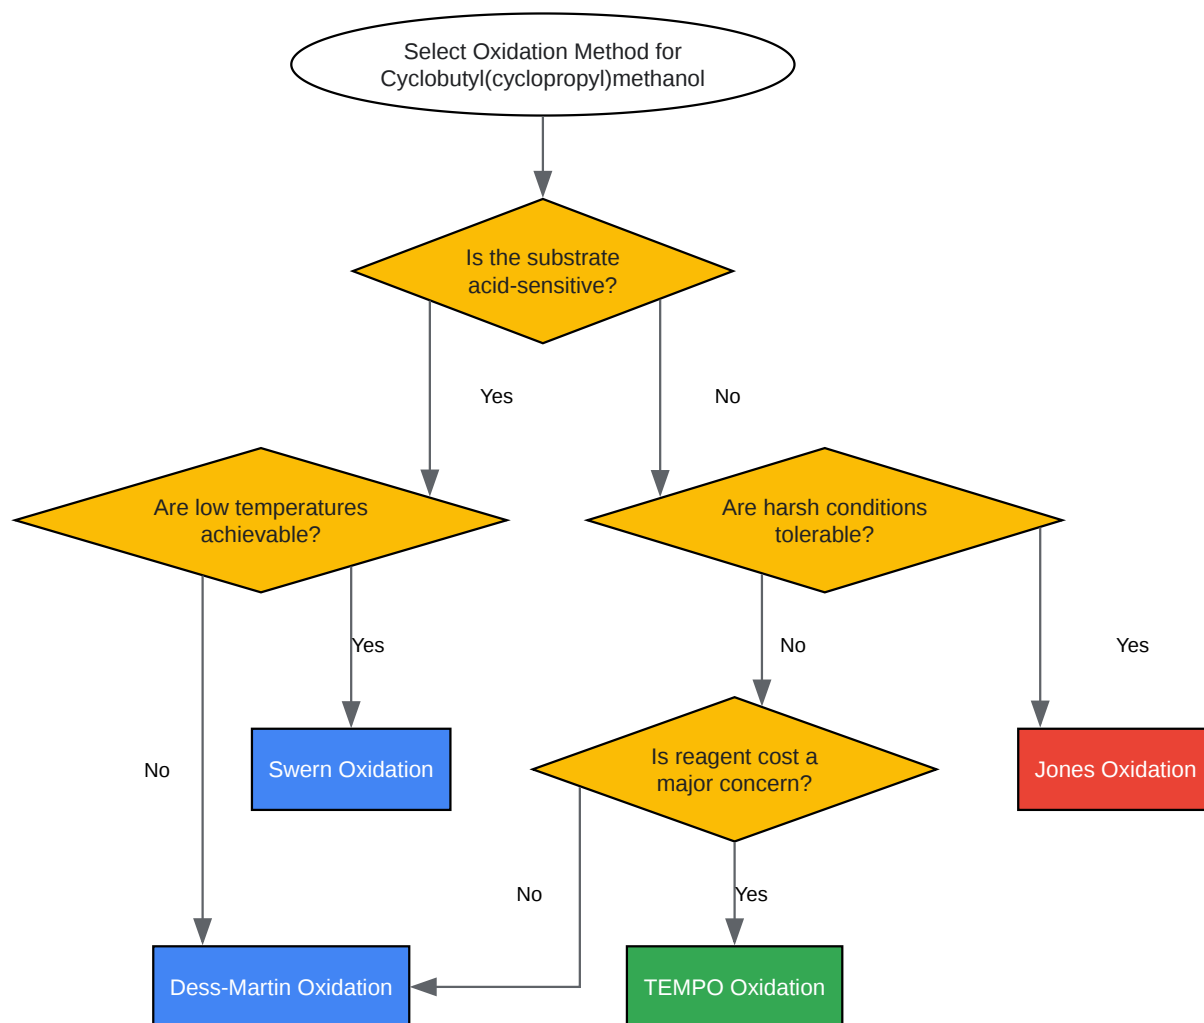 Select Oxidation Method for
Cyclobutyl(cyclopropyl)methanol
Is the substrate
acid-sensitive?
Yes
No
Are low temperatures
achievable?
Are harsh conditions
tolerable?
Yes
No
Yes
No
Swern Oxidation
Is reagent cost a
major concern?
Jones Oxidation
No
Yes
Dess-Martin Oxidation
TEMPO Oxidation